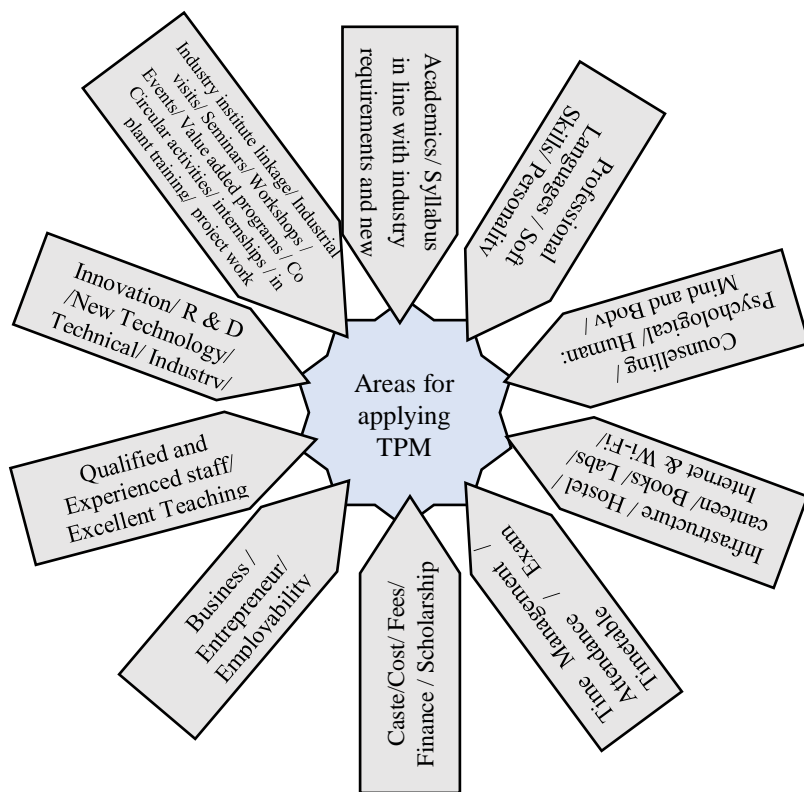 Areas for
applying
TPM
Academics/ Syllabus
in line with industry
requirements and new
Professional
Languages / Soft
Skills/ Personality
Counselling /
Psychological/ Human:
Mind and Body /
Infrastructure / Hostel /
canteen/ Books/ Labs/
Internet & Wi-Fi/
Time Management /
Attendance / Exam
Timetable
Caste/Cost/ Fees/
Finance / Scholarship
Business /
Entrepreneur/
Employability
Qualified and
Experienced staff/
Excellent Teaching
Innovation/ R & D
/New Technology/
Technical/ Industry/
Industry institute linkage/ Industrial
visits/ Seminars/ Workshops /
Events/ Value added programs / Co
Circular activities/ internships / in
plant training/ project work